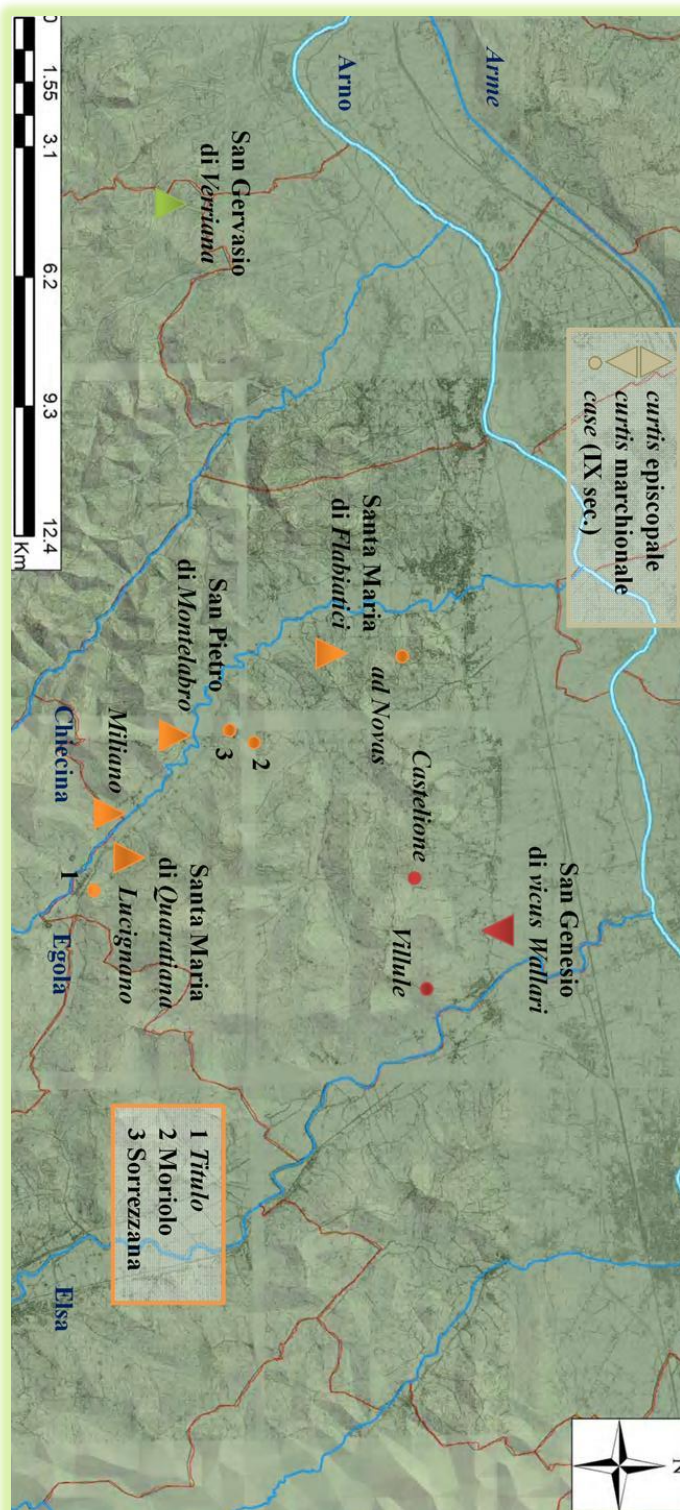 N
curtis episcopale
curtis marchionale
case (IX sec.)
Arme
Arno
San Genesio
di vicus Wallari
Castelione
Villule
ad Novas
Santa Maria
di Flabiatici
San Gervasio
di Verriana
2
3
San Pietro
di Montelabro
Santa Maria
di Quaratiana
Lucignano
Miliano
1
1 Titulo
2 Moriolo
3 Sorrezzana
Chiecina
Egola
Elsa
0 1.55 3.1 6.2 9.3 12.4
Km